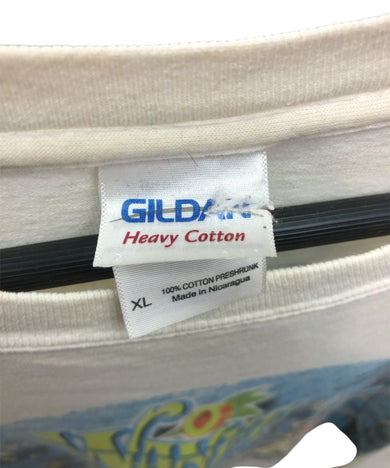 GILDAN
Heavy Cotton
XL
100% COTTON PRESHRUNK
Made in Nicaragua